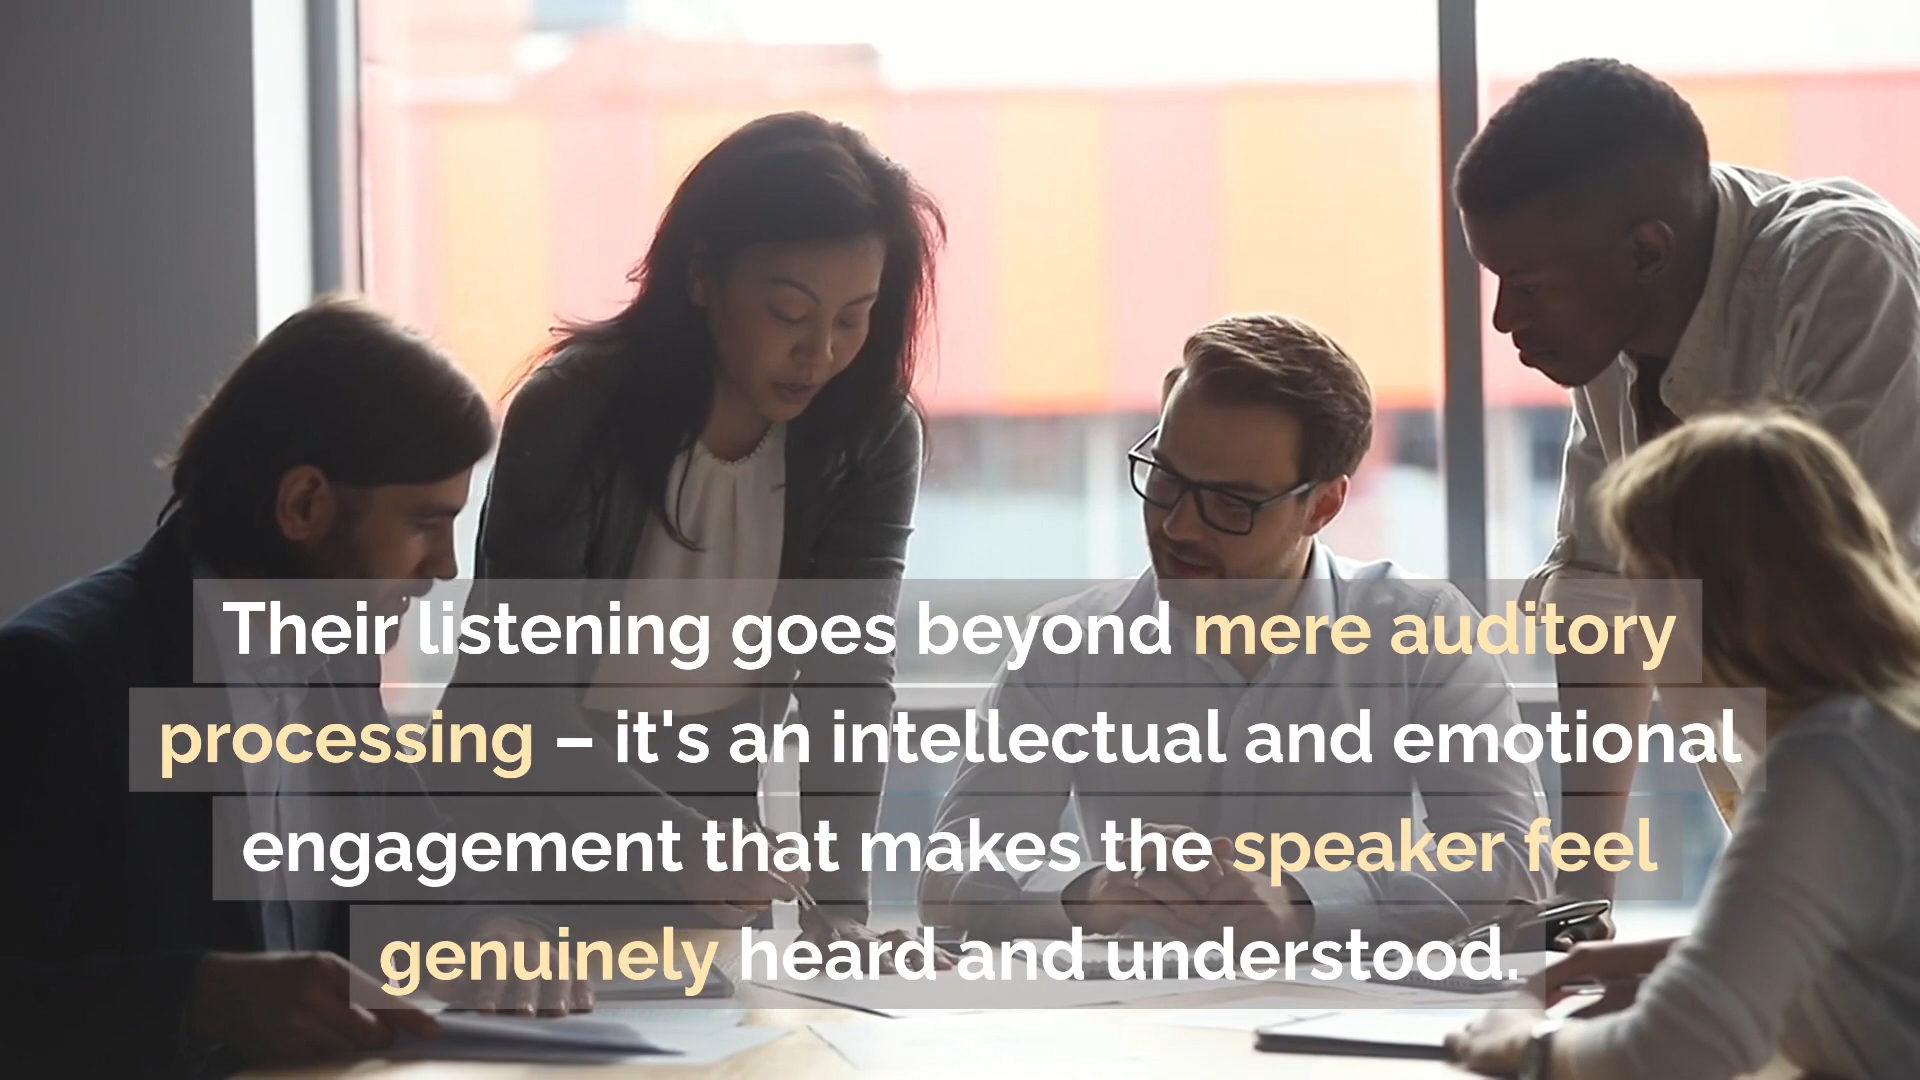 Their listening goes beyond mere auditory
processing – it's an intellectual and emotional
engagement that makes the speaker feel
genuinely heard and understood.